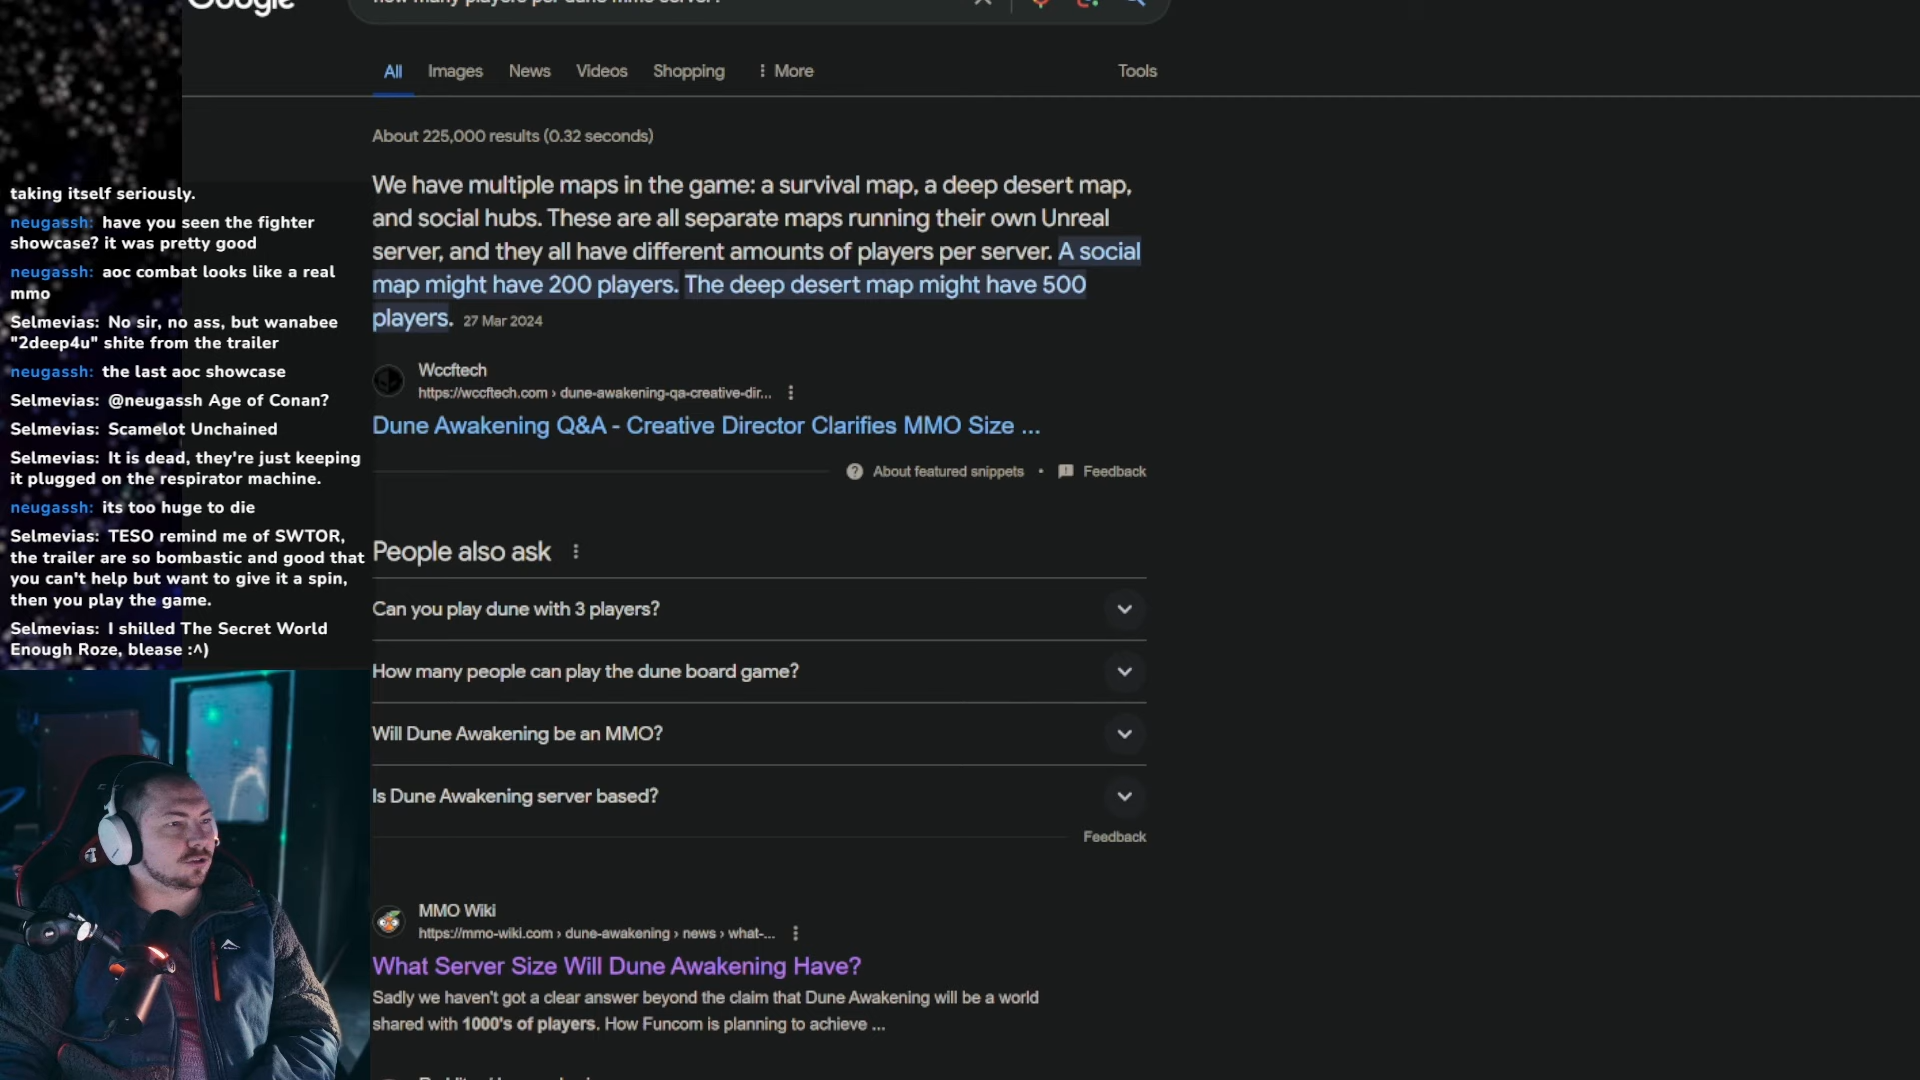 Google
how many players per dune mmo server?
All Images News Videos Shopping More Tools
About 225,000 results (0.32 seconds)
We have multiple maps in the game: a survival map, a deep desert map,
and social hubs. These are all separate maps running their own Unreal
server, and they all have different amounts of players per server. A social
map might have 200 players. The deep desert map might have 500
players. 27 Mar 2024
Wccftech
https://wccftech.com › dune-awakening-qa-creative-dir...
Dune Awakening Q&A - Creative Director Clarifies MMO Size ...
About featured snippets • Feedback
People also ask
Can you play dune with 3 players?
How many people can play the dune board game?
Will Dune Awakening be an MMO?
Is Dune Awakening server based?
Feedback
MMO Wiki
https://mmo-wiki.com › dune-awakening › news › what-...
What Server Size Will Dune Awakening Have?
Sadly we haven't got a clear answer beyond the claim that Dune Awakening will be a world
shared with 1000's of players. How Funcom is planning to achieve ...
taking itself seriously.
neugassh: have you seen the fighter
showcase? it was pretty good
neugassh: aoc combat looks like a real
mmo
Selmevias: No sir, no ass, but wanabee
"2deep4u" shite from the trailer
neugassh: the last aoc showcase
Selmevias: @neugassh Age of Conan?
Selmevias: Scamelot Unchained
Selmevias: It is dead, they're just keeping
it plugged on the respirator machine.
neugassh: its too huge to die
Selmevias: TESO remind me of SWTOR,
the trailer are so bombastic and good that
you can't help but want to give it a spin,
then you play the game.
Selmevias: I shilled The Secret World
Enough Roze, blease :^)